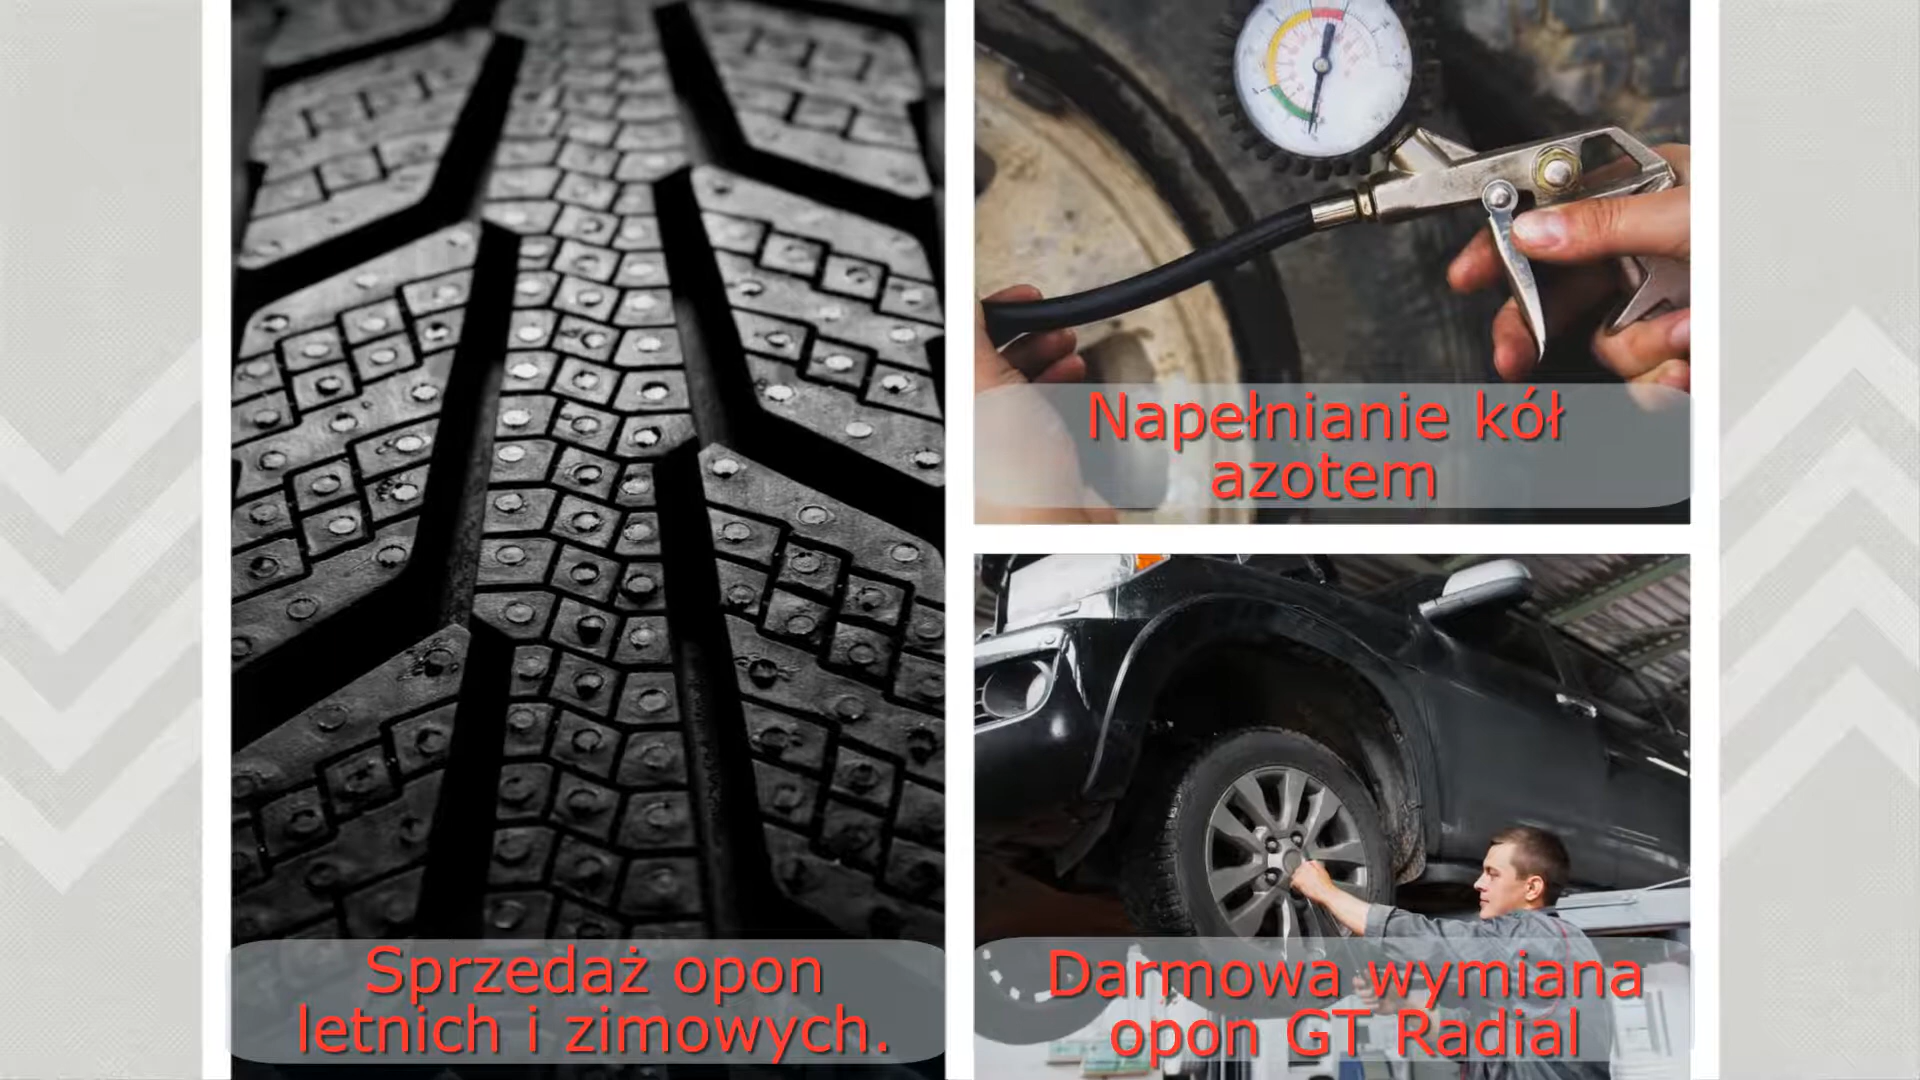 Napełnianie kół
azotem
Sprzedaż opon
letnich i zimowych.
Darmowa wymiana
opon GT Radial